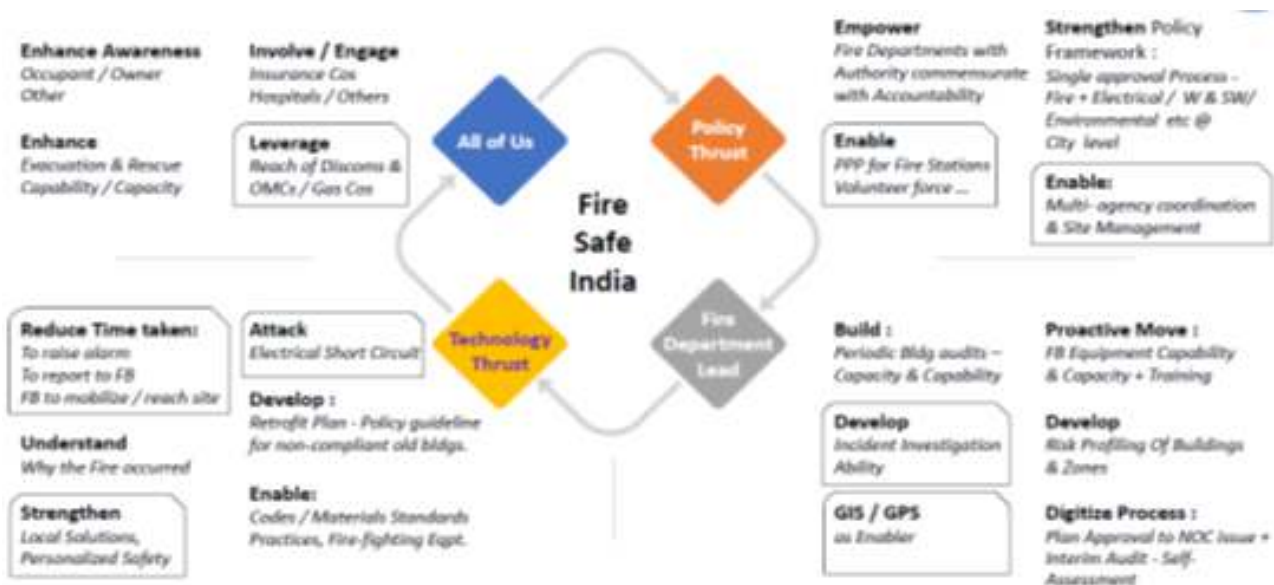 Enhance Awareness
Occupant / Owner
Other
Involve / Engage
Insurance Cos
Hospitals / Others
Enhance
Evacuation & Rescue
Capability / Capacity
Leverage
Reach of Discoms &
OMCs / Gas Cos
All of Us
Policy
Thrust
Fire
Safe
India
Technology
Thrust
Fire
Department
Lead
Empower
Fire Departments with
Authority commensurate
with Accountability
Strengthen Policy
Framework :
Single approval Process -
Fire + Electrical / W & SW/
Environmental etc @
City level
Enable
PPP for Fire Stations
Volunteer force ...
Enable:
Multi- agency coordination
& Site Management
Reduce Time taken:
To raise alarm
To report to FB
FB to mobilize / reach site
Attack
Electrical Short Circuit
Develop :
Retrofit Plan - Policy guideline
for non-compliant old bldgs.
Understand
Why the Fire occurred
Strengthen
Local Solutions,
Personalized Safety
Enable:
Codes / Materials Standards
Practices, Fire-fighting Eqpt.
Build :
Periodic Bldg audits –
Capacity & Capability
Proactive Move :
FB Equipment Capability
& Capacity + Training
Develop
Incident Investigation
Ability
Develop
Risk Profiling Of Buildings
& Zones
GIS / GPS
as Enabler
Digitize Process :
Plan Approval to NOC Issue +
Interim Audit - Self-
Assessment